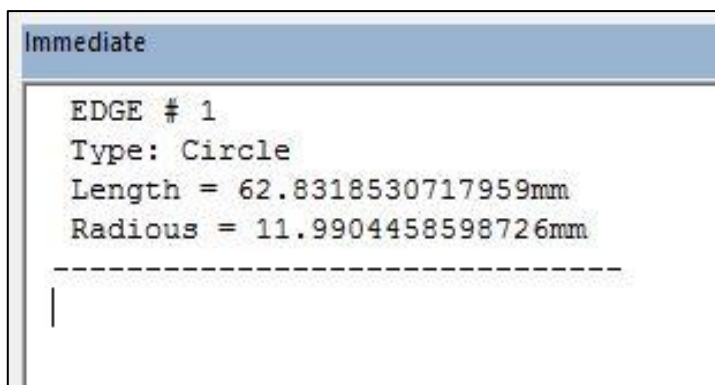 Immediate
EDGE # 1
Type: Circle
Length = 62.8318530717959mm
Radious = 11.9904458598726mm
-------------------------------